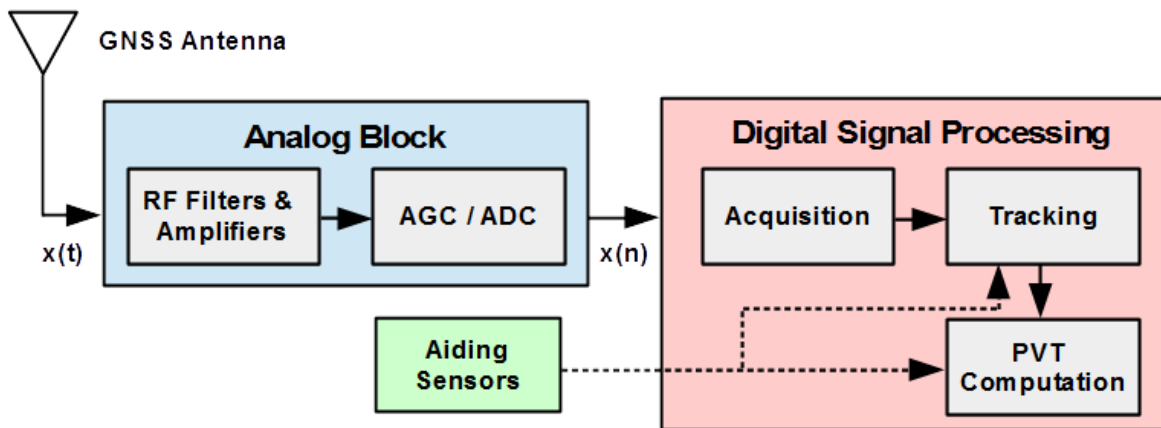 GNSS Antenna
Analog Block
RF Filters &
Amplifiers
AGC / ADC
x(t)
x(n)
Digital Signal Processing
Acquisition
Tracking
PVT
Computation
Aiding
Sensors